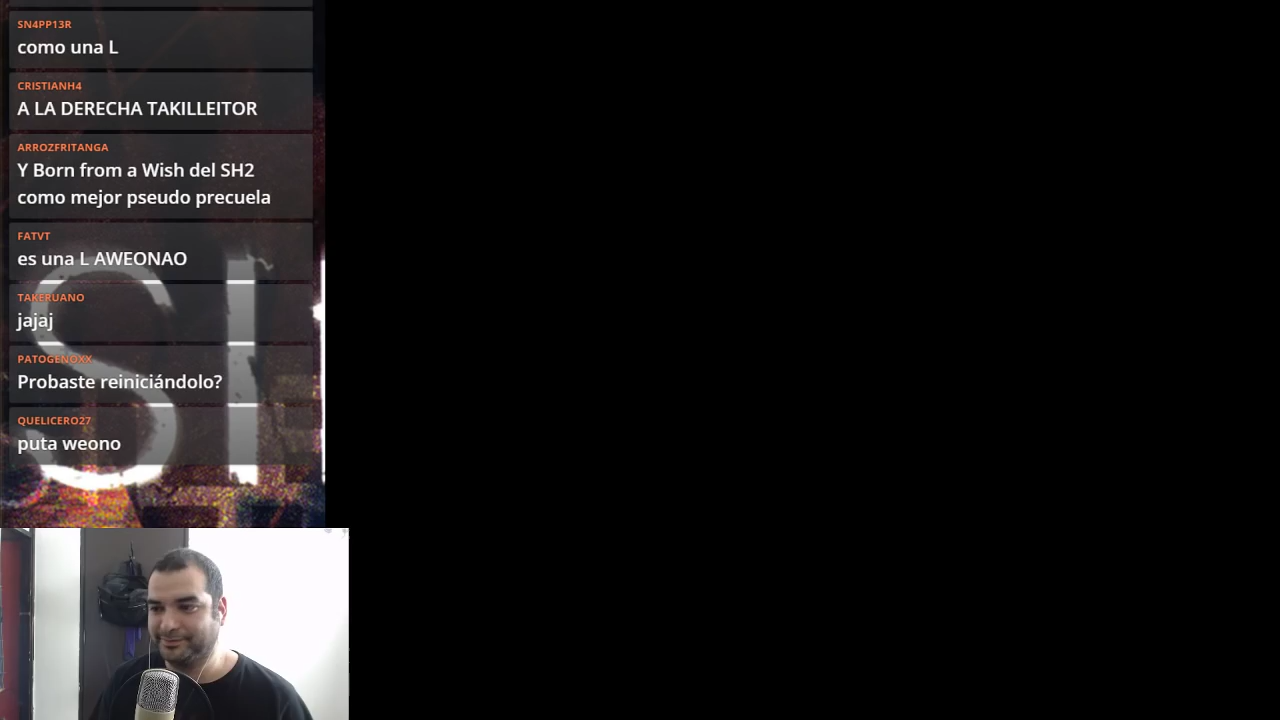 SN4PP13R
como una L
CRISTIANH4
A LA DERECHA TAKILLEITOR
ARROZFRITANGA
Y Born from a Wish del SH2
como mejor pseudo precuela
FATVT
es una L AWEONAO
TAKERUANO
jajaj
PATOGENOXX
Probaste reiniciándolo?
QUELICERO27
puta weono
SI